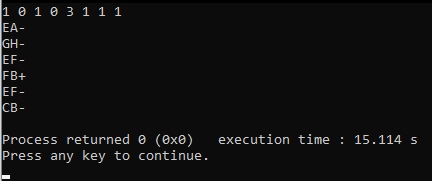 1 0 1 0 3 1 1 1
EA-
GH-
EF-
FB+
EF-
CB-
Process returned 0 (0x0)   execution time : 15.114 s
Press any key to continue.